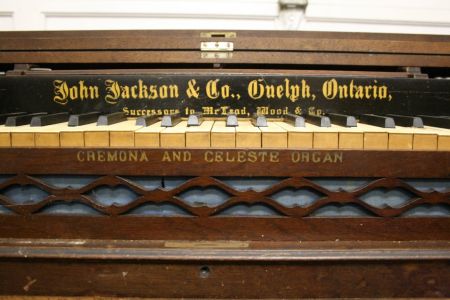 John Jackson & Co., Guelph, Ontario,
Successors to McLeod, Wood & Co.
CREMONA AND CELESTE ORGAN